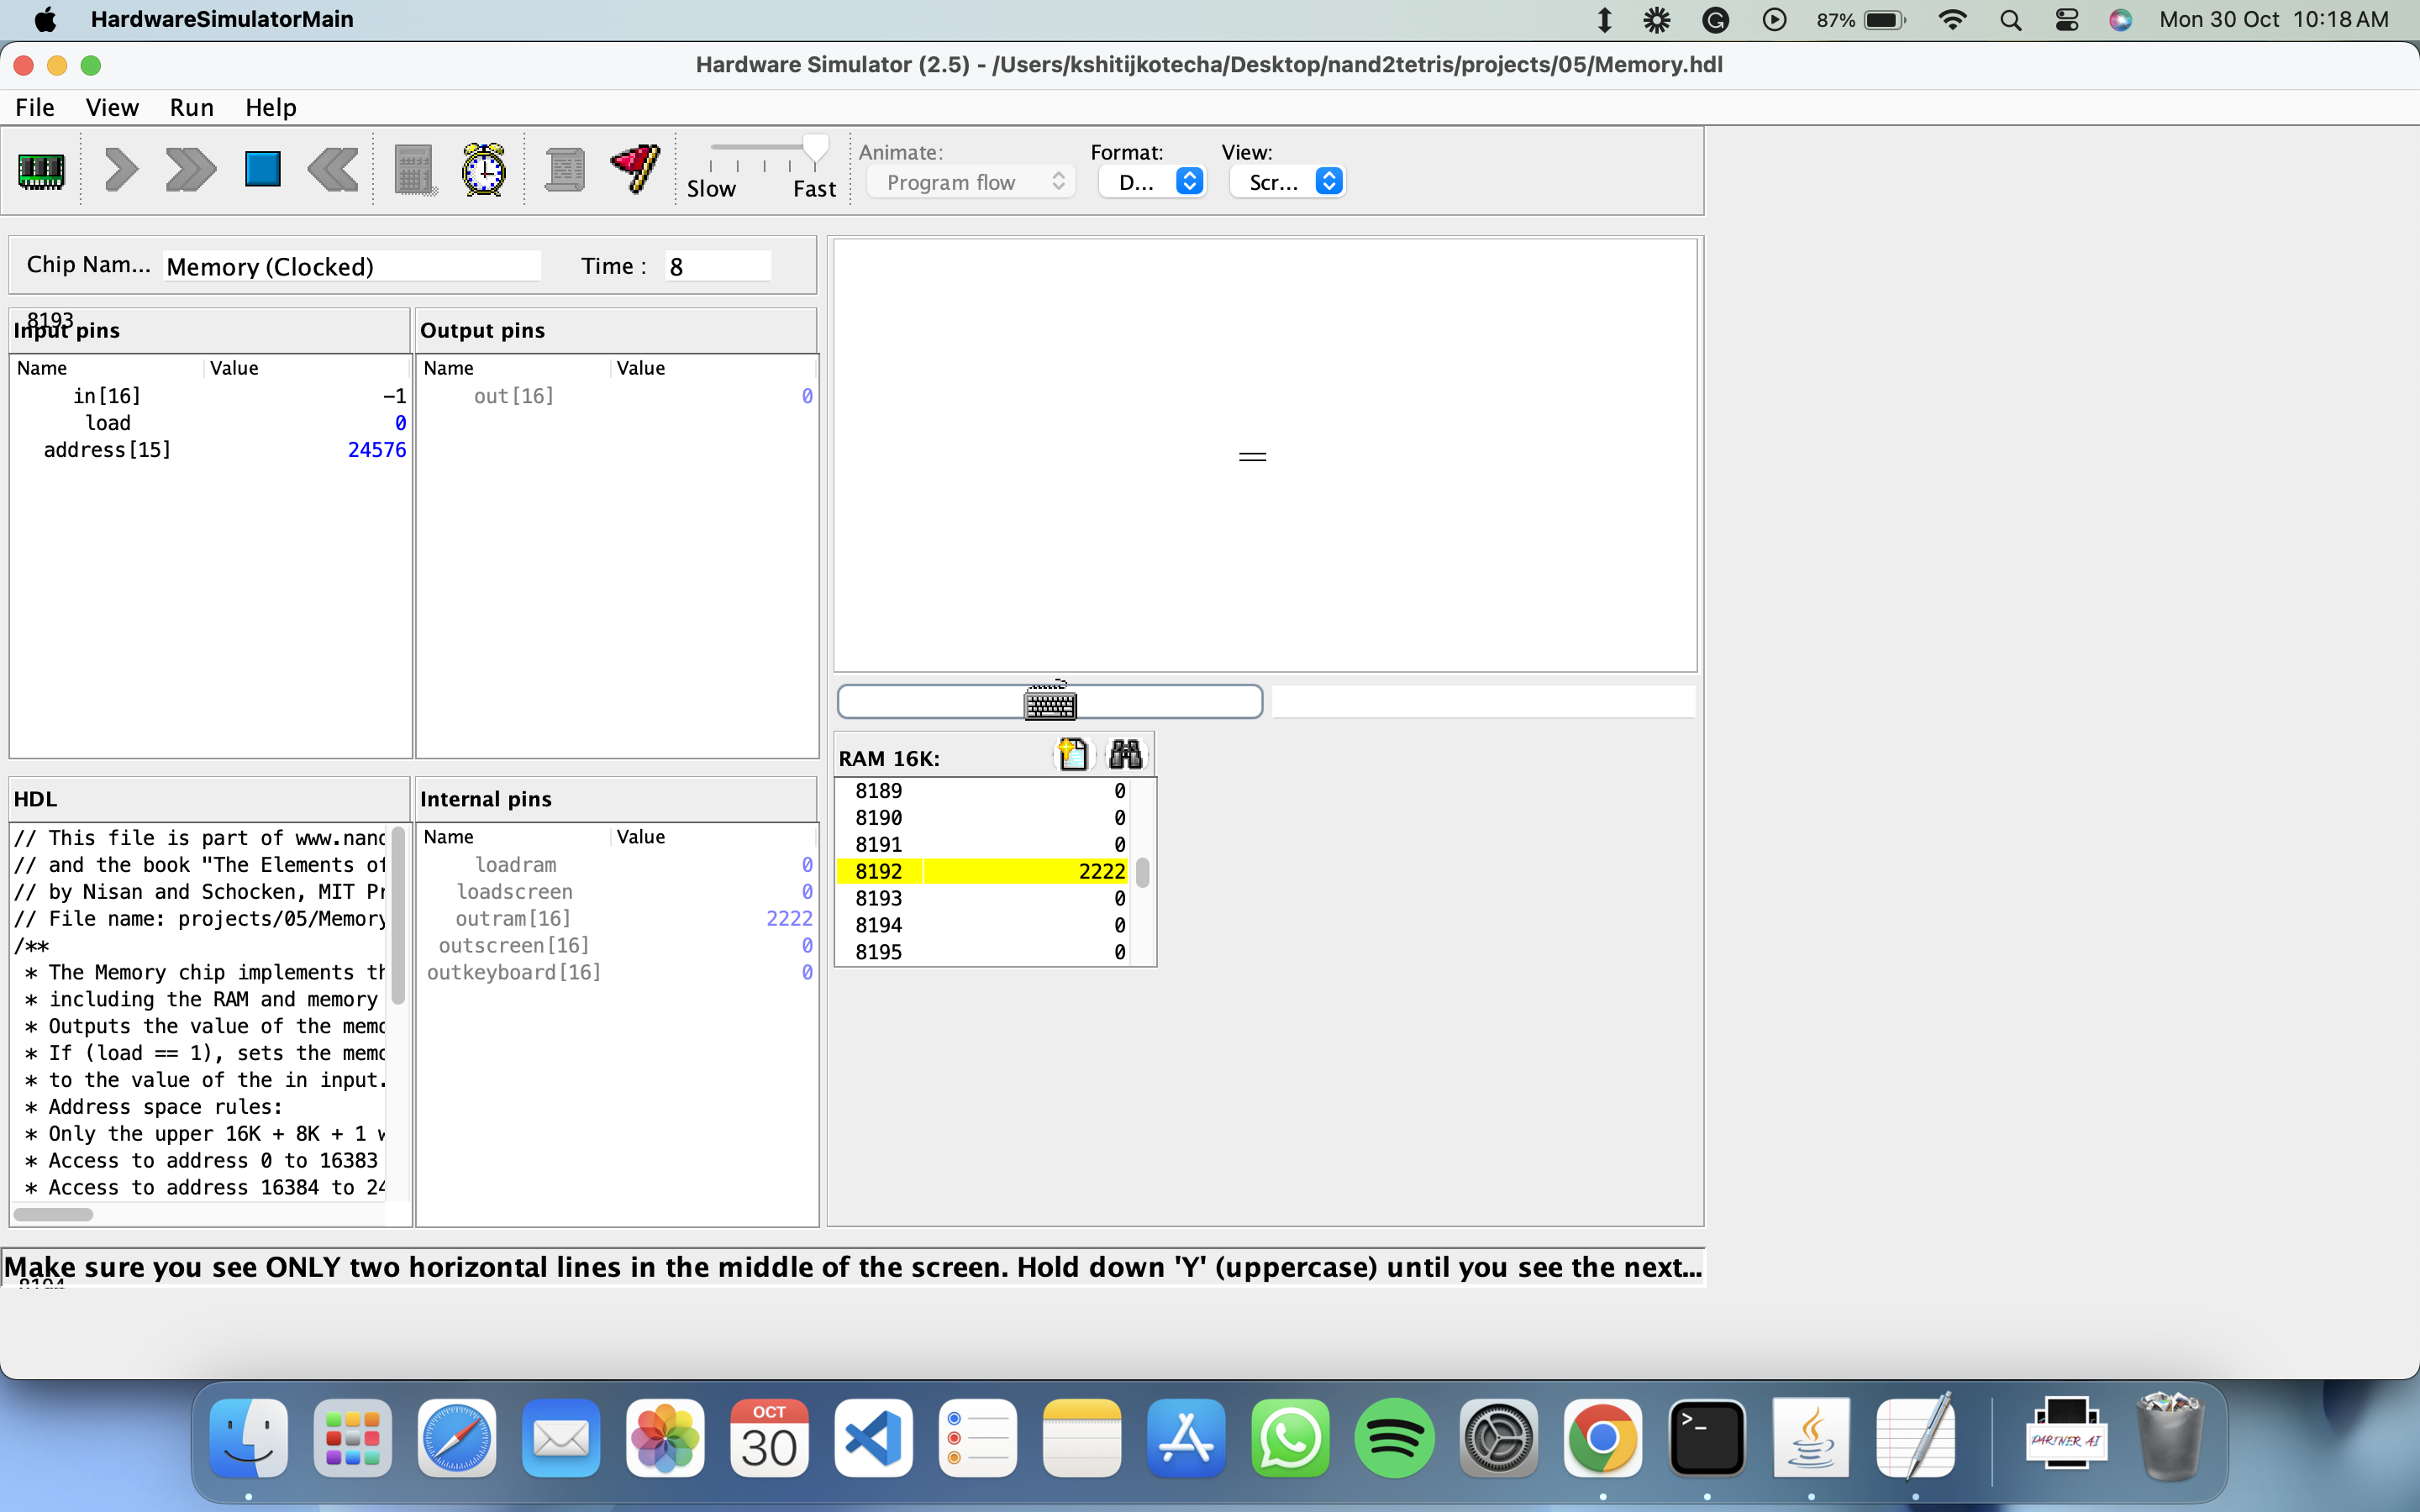 HardwareSimulatorMain
87%
Mon 30 Oct 10:18 AM
Hardware Simulator (2.5) - /Users/kshitijkotecha/Desktop/nand2tetris/projects/05/Memory.hdl
File View Run Help
Slow Fast
Animate:
Program flow
Format:
D...
View:
Scr...
Chip Nam... Memory (Clocked) Time : 8
8193
Input pins
Name Value
in[16] -1
load 0
address[15] 24576
Output pins
Name Value
out[16] 0
HDL
// This file is part of www.nand
// and the book "The Elements of
// by Nisan and Schocken, MIT Pr
// File name: projects/05/Memory
/**
* The Memory chip implements th
* including the RAM and memory
* Outputs the value of the memo
* If (load == 1), sets the memo
* to the value of the in input.
* Address space rules:
* Only the upper 16K + 8K + 1 w
* Access to address 0 to 16383
* Access to address 16384 to 24
Internal pins
Name Value
loadram 0
loadscreen 0
outram[16] 2222
outscreen[16] 0
outkeyboard[16] 0
RAM 16K:
8189 0
8190 0
8191 0
8192 2222
8193 0
8194 0
8195 0
Make sure you see ONLY two horizontal lines in the middle of the screen. Hold down 'Y' (uppercase) until you see the next...
OCT
30
PARTNER AI